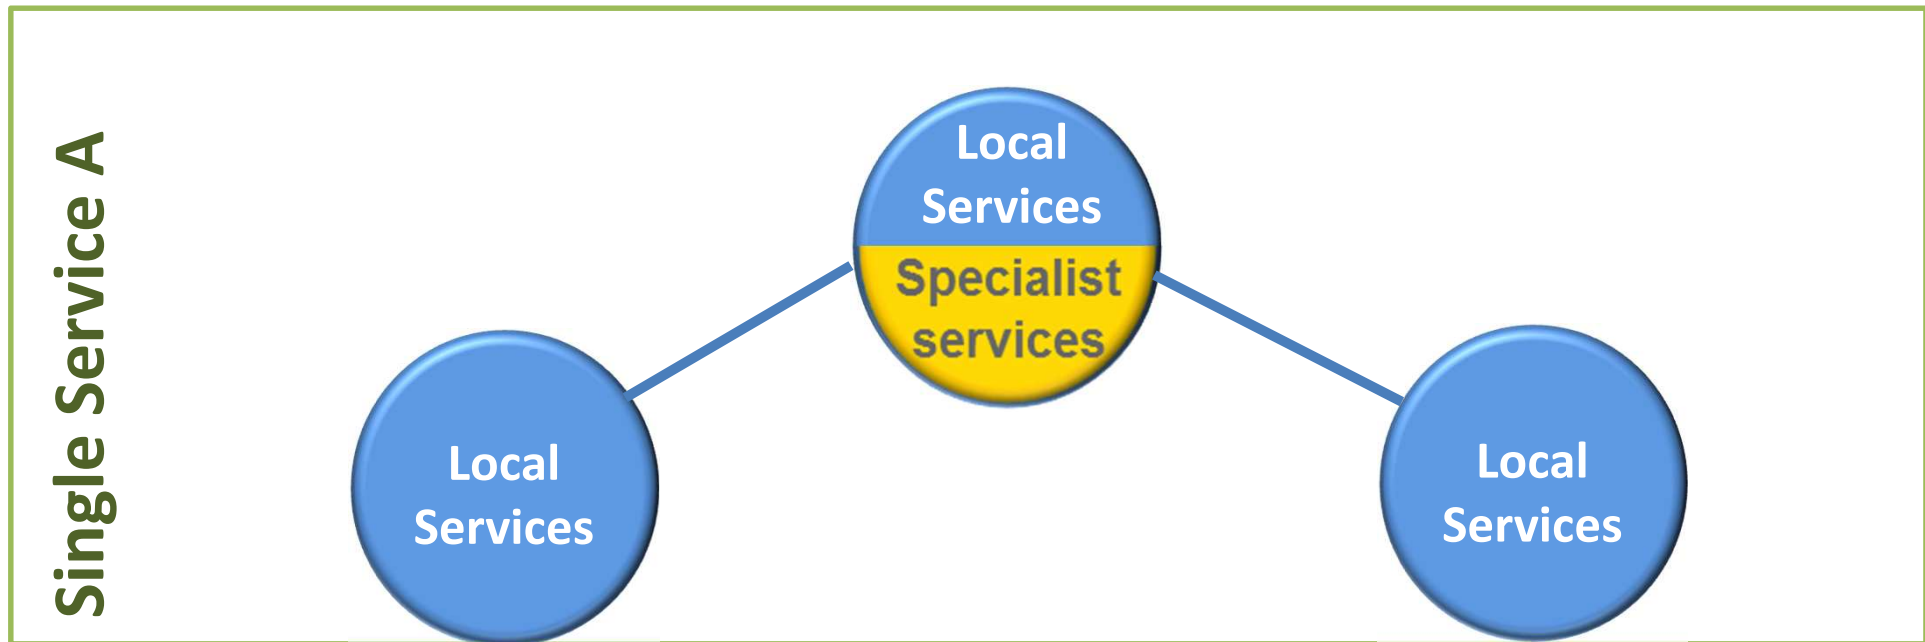 Single Service A
Local
Services
Specialist
services
Local
Services
Local
Services